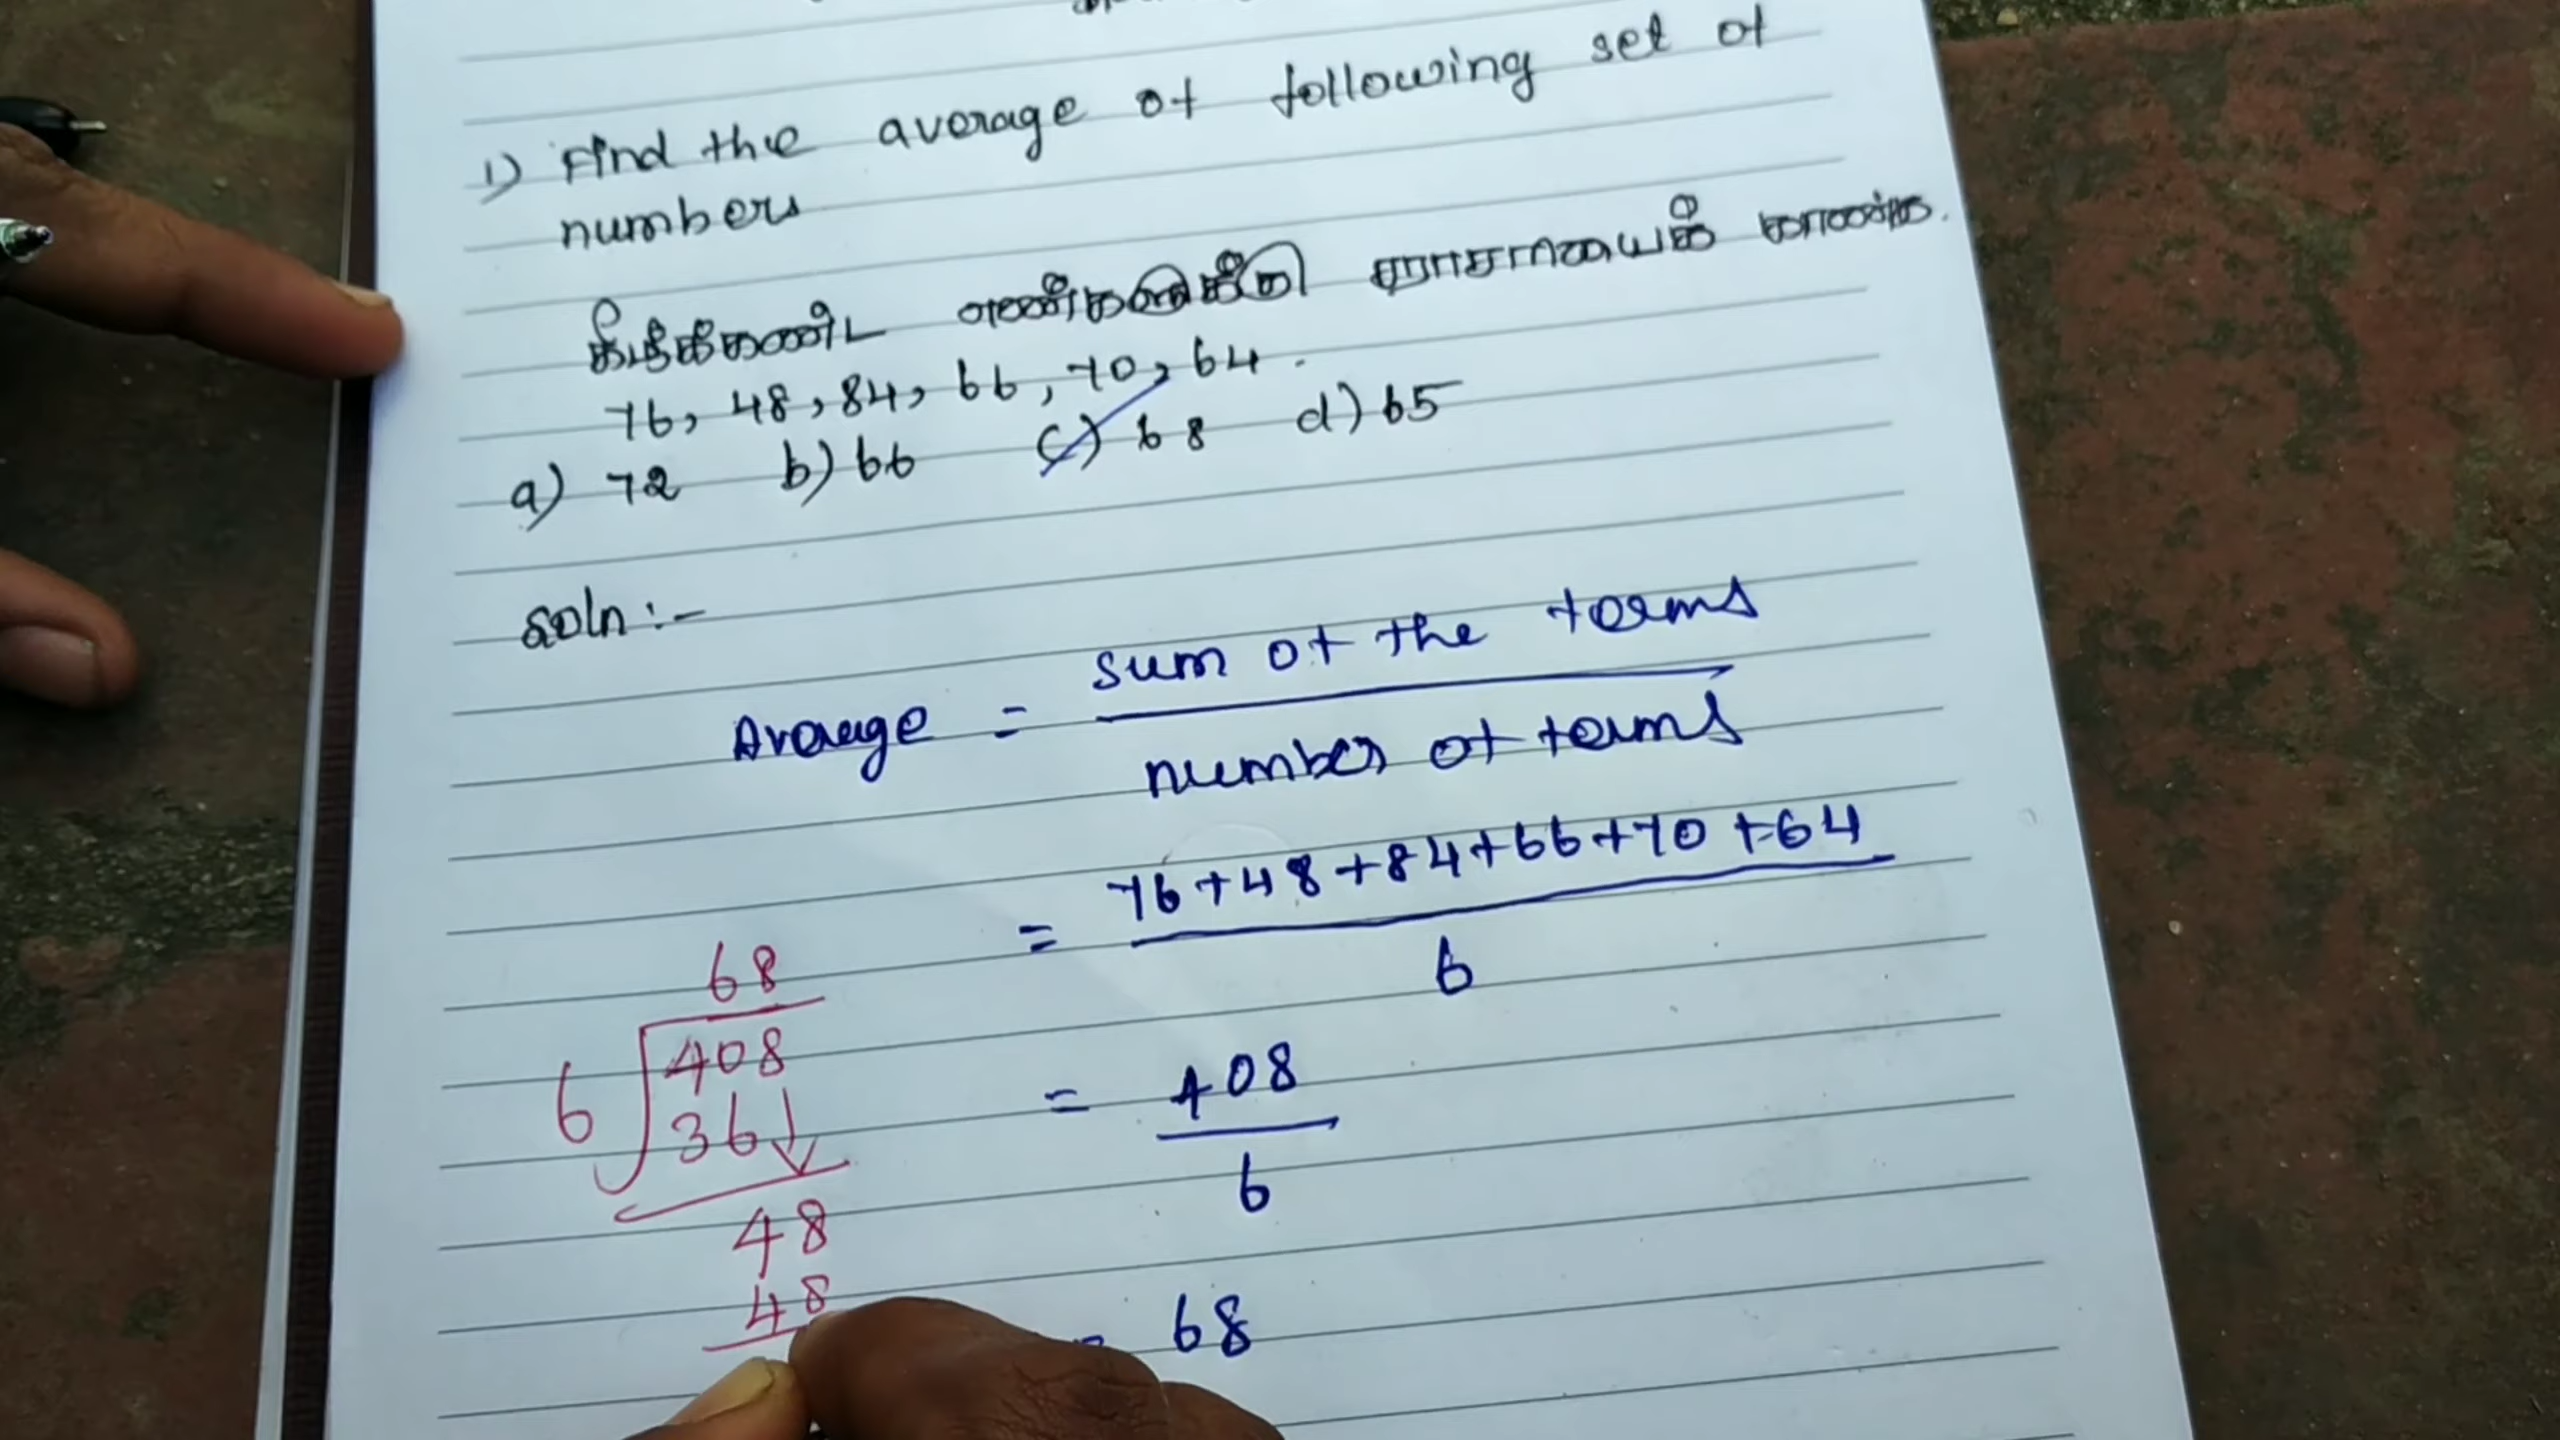 1) Find the average of following set of
numbers
கீழ்க்கண்ட எண்களின் சராசரியைக் காண்க.
76, 48, 84, 66, 70, 64.
a) 72 b) 66 c) 68 d) 65
Soln :-
Average = sum of the terms
number of terms
= 76+48+84+66+70+64
6
= 408
6
= 68
68
6 408
36
48
48